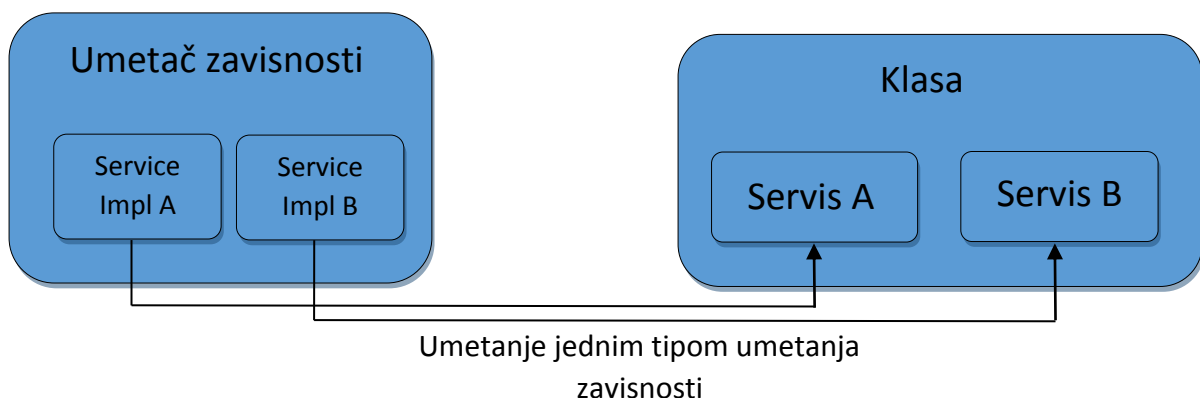 Umetač zavisnosti
Service
Impl A
Service
Impl B
Klasa
Servis A
Servis B
Umetanje jednim tipom umetanja
zavisnosti